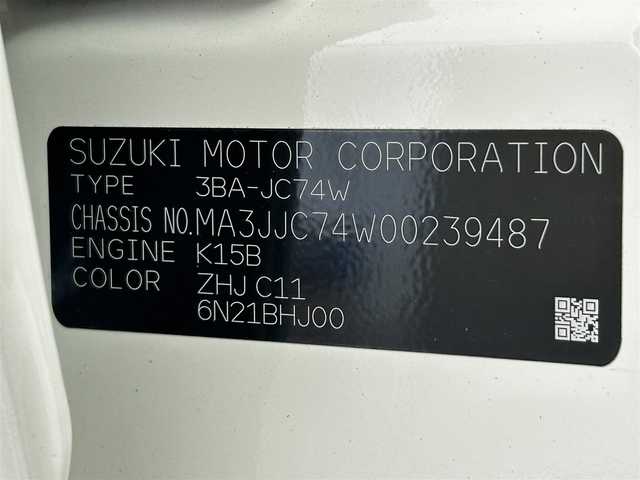 SUZUKI MOTOR CORPORATION
TYPE 3BA-JC74W
CHASSIS NO.MA3JJC74W00239487
ENGINE K15B
COLOR ZHJ C11
6N21BHJ00